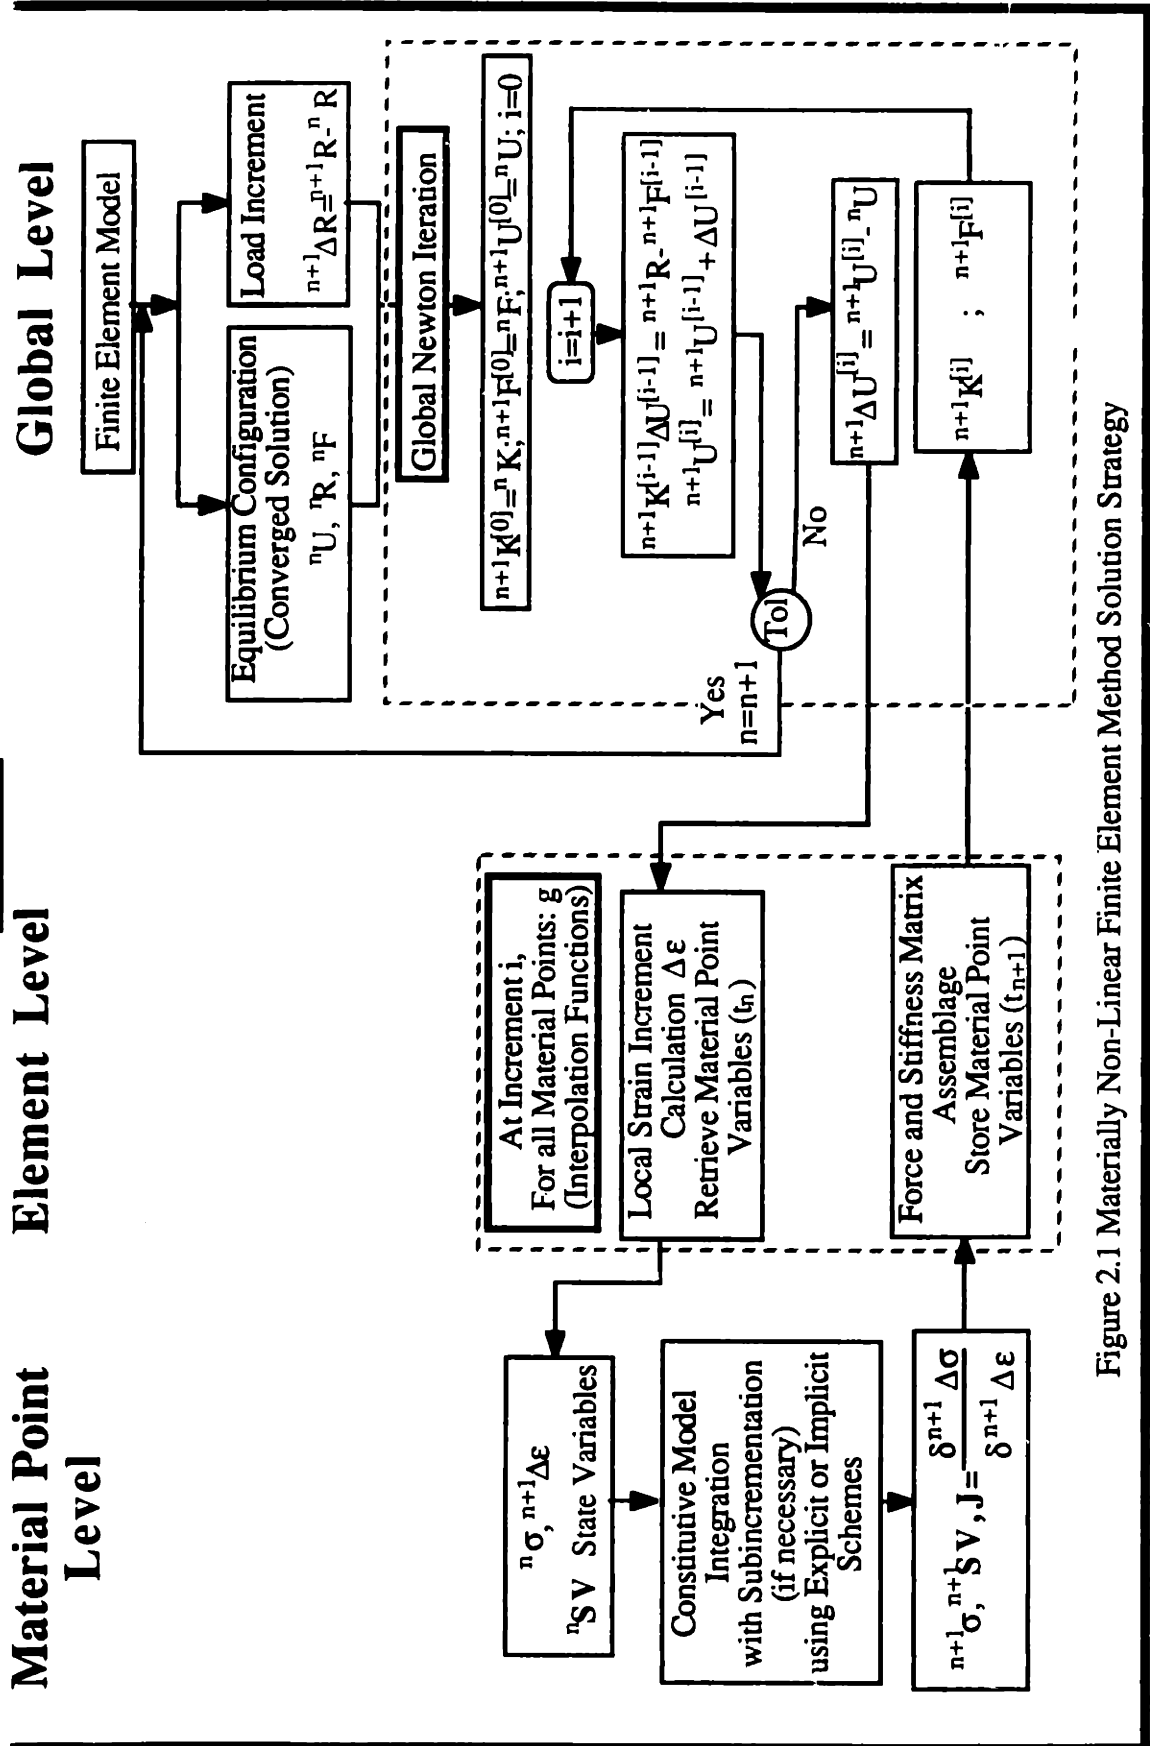 Material Point
Level
Element Level
Global Level
Finite Element Model
Equilibrium Configuration
(Converged Solution)
ⁿU, ⁿR, ⁿF
Load Increment
ⁿ⁺¹ΔR=ⁿ⁺¹R-ⁿR
Global Newton Iteration
ⁿ⁺¹K[0]=ⁿK;ⁿ⁺¹F[0]=ⁿF;ⁿ⁺¹U[0]=ⁿU; i=0
i=i+1
ⁿ⁺¹K[i-1]ΔU[i-1]=ⁿ⁺¹R-ⁿ⁺¹F[i-1]
ⁿ⁺¹U[i]=ⁿ⁺¹U[i-1]+ΔU[i-1]
Tol
Yes
n=n+1
No
ⁿ⁺¹ΔU[i]=ⁿ⁺¹U[i]-ⁿU
ⁿ⁺¹K[i] ; ⁿ⁺¹F[i]
At Increment i,
For all Material Points: g
(Interpolation Functions)
Local Strain Increment
Calculation Δε
Retrieve Material Point
Variables (tn)
Force and Stiffness Matrix
Assemblage
Store Material Point
Variables (tn+1)
ⁿσ, ⁿ⁺¹Δε
ⁿSV State Variables
Constitutive Model
Integration
with Subincrementation
(if necessary)
using Explicit or Implicit
Schemes
ⁿ⁺¹σ, ⁿ⁺¹SV, J= δⁿ⁺¹Δσ
δⁿ⁺¹Δε
Figure 2.1 Materially Non-Linear Finite Element Method Solution Strategy